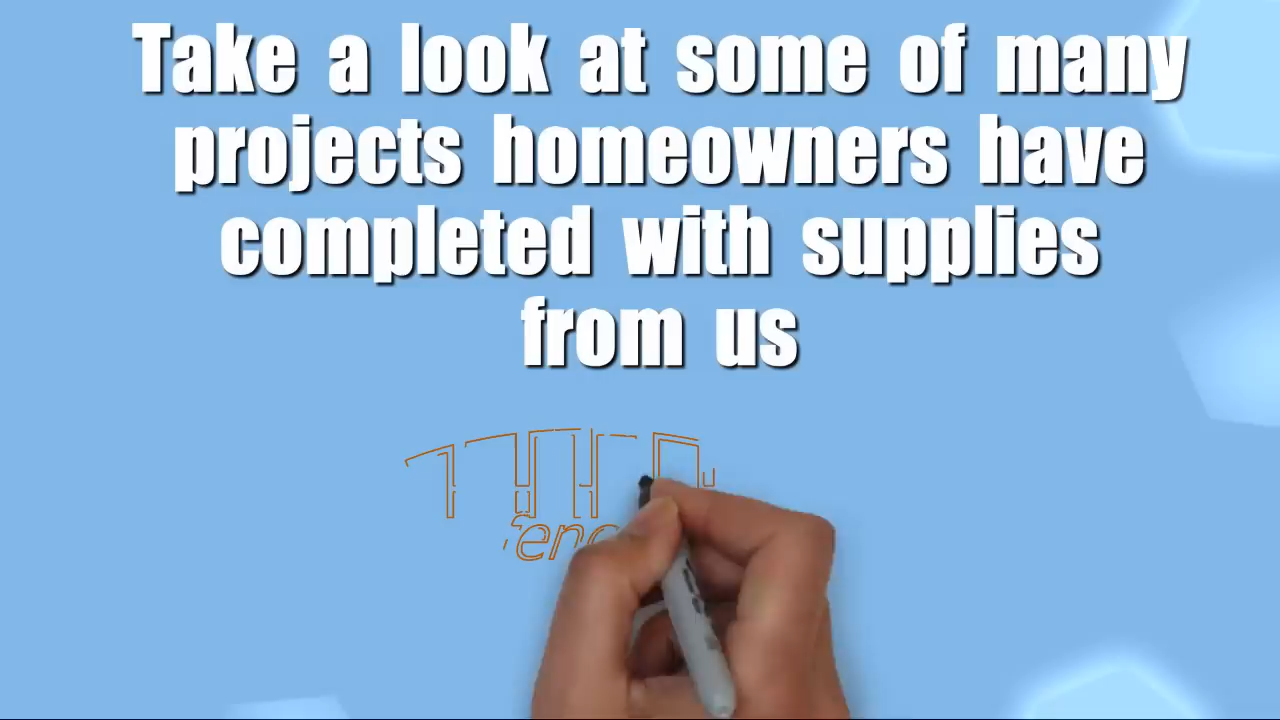 Take a look at some of many
projects homeowners have
completed with supplies
from us